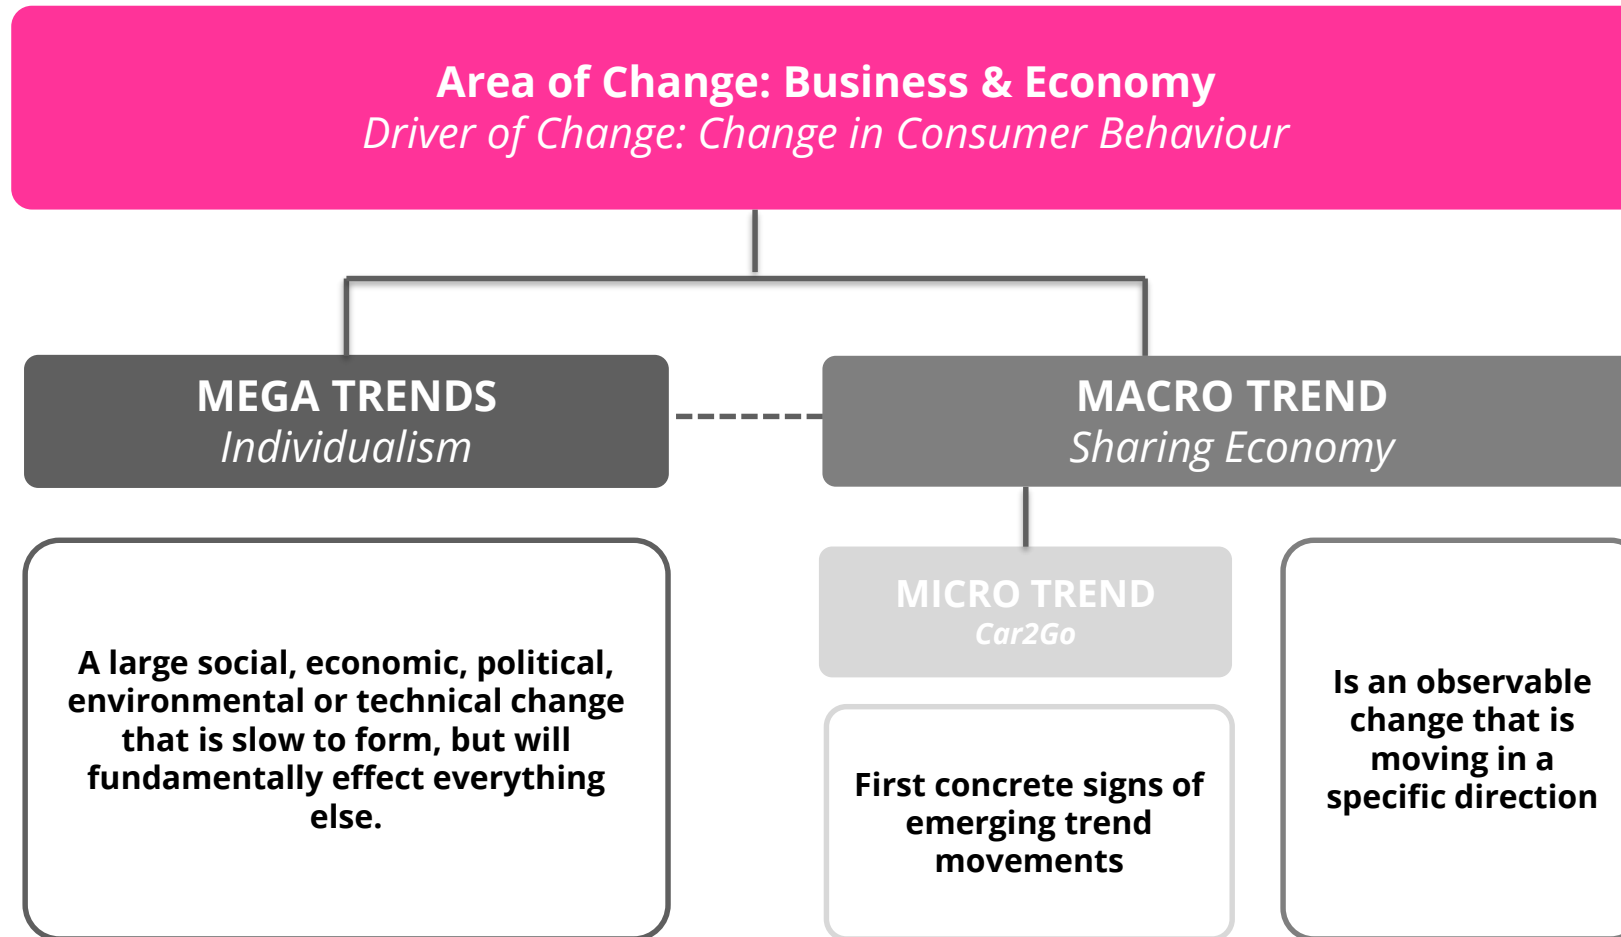 Area of Change: Business & Economy
Driver of Change: Change in Consumer Behaviour
MEGA TRENDS
Individualism
MACRO TREND
Sharing Economy
A large social, economic, political,
environmental or technical change
that is slow to form, but will
fundamentally effect everything
else.
MICRO TREND
Car2Go
First concrete signs of
emerging trend
movements
Is an observable
change that is
moving in a
specific direction